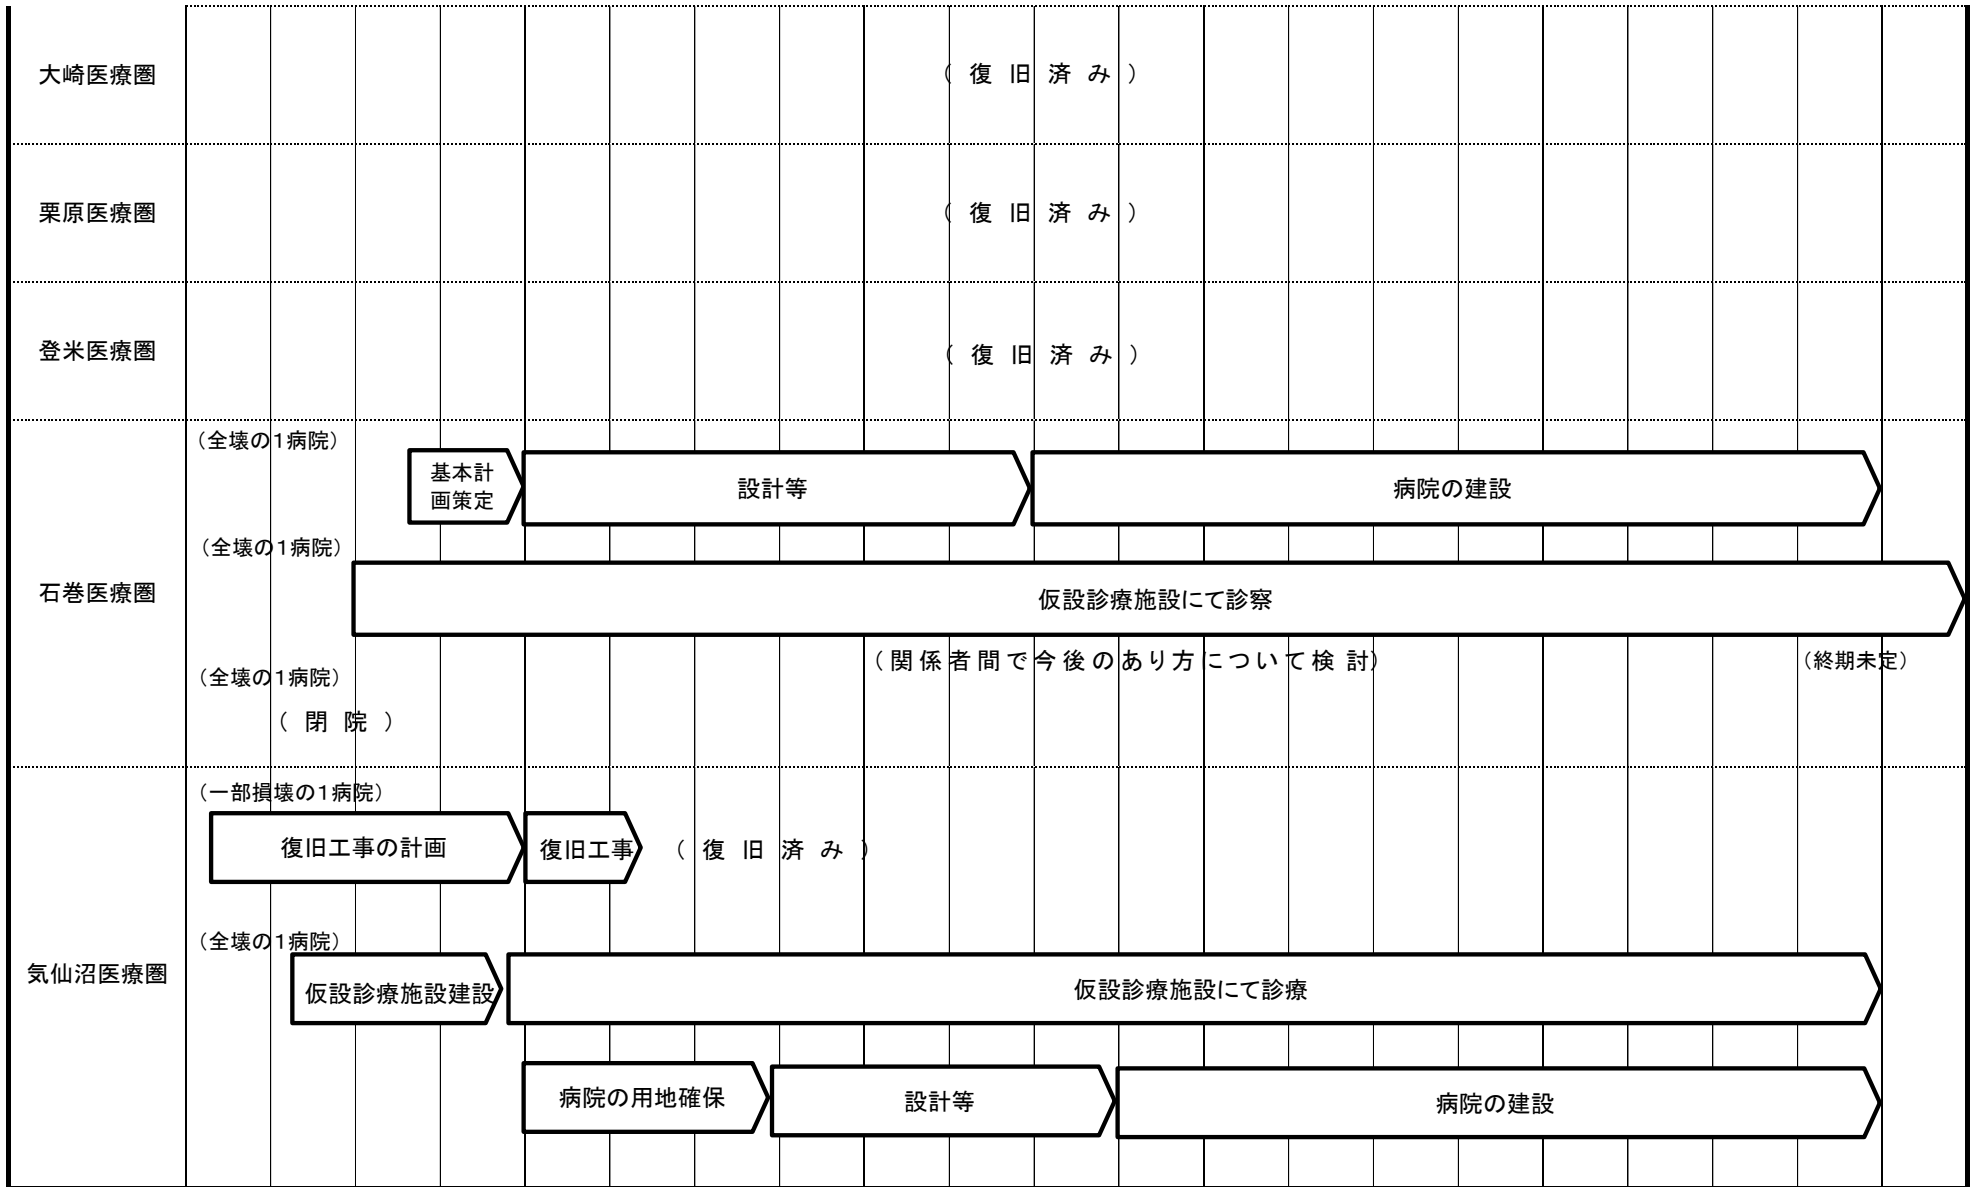 大崎医療圏
（ 復 旧 済 み ）
栗原医療圏
（ 復 旧 済 み ）
登米医療圏
（ 復 旧 済 み ）
石巻医療圏
（全壊の１病院）
基本計
画策定
設計等
病院の建設
（全壊の１病院）
仮設診療施設にて診察
（関係者間で今後のあり方について検討）
（終期未定）
（全壊の１病院）
（ 閉 院 ）
気仙沼医療圏
（一部損壊の１病院）
復旧工事の計画
復旧工事
（ 復 旧 済 み ）
（全壊の１病院）
仮設診療施設建設
仮設診療施設にて診療
病院の用地確保
設計等
病院の建設